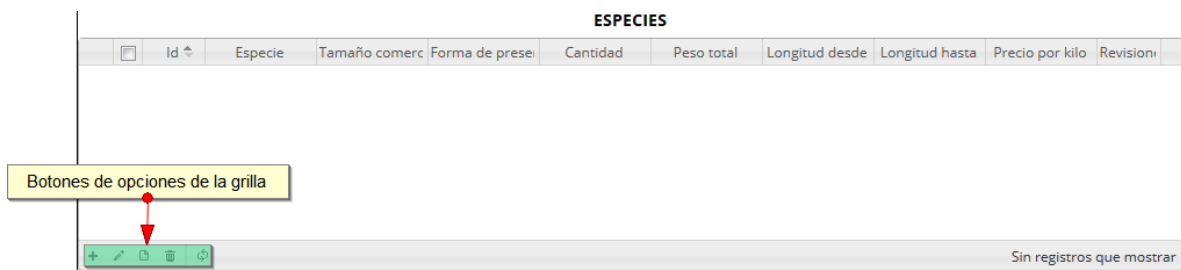 ESPECIES
Id Especie Tamaño comerc Forma de prese Cantidad Peso total Longitud desde Longitud hasta Precio por kilo Revision
Botones de opciones de la grilla
Sin registros que mostrar